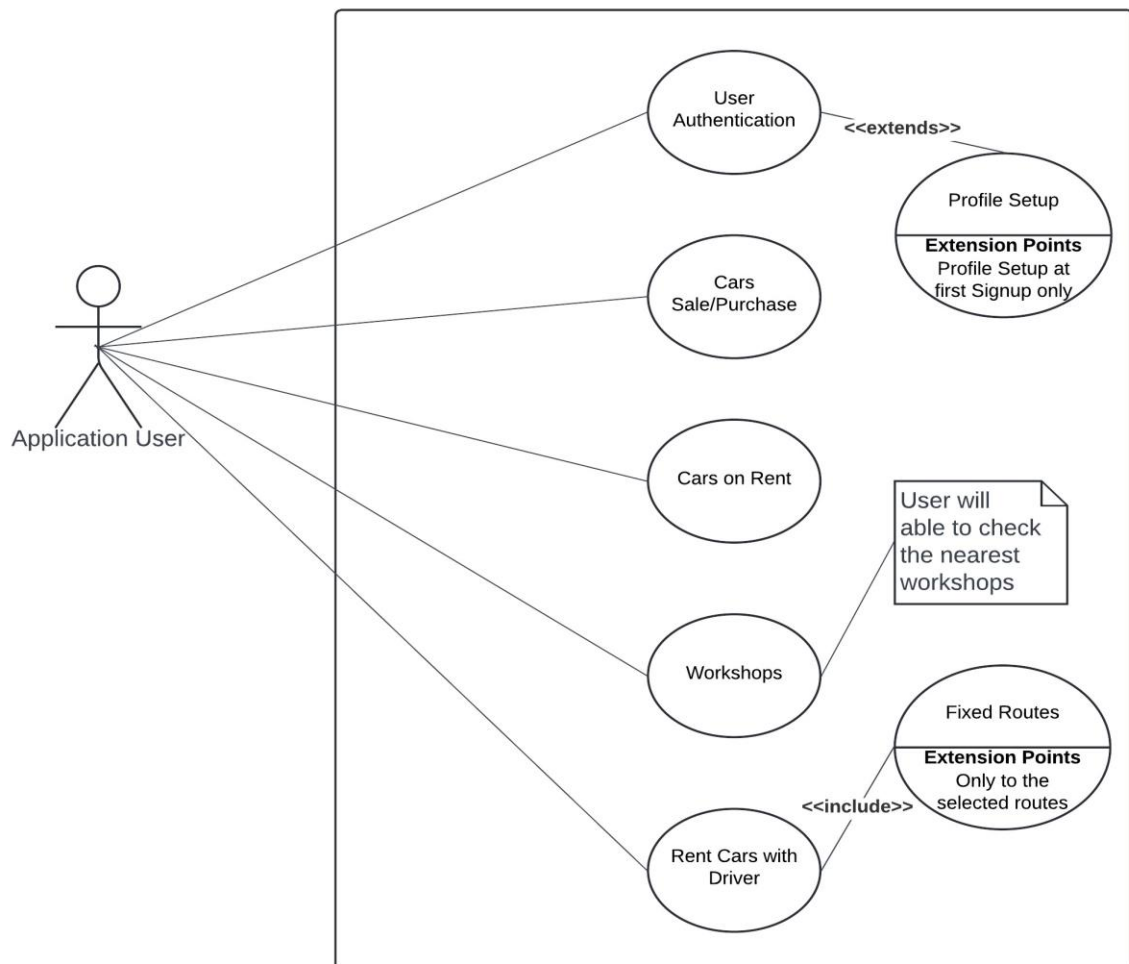 User
Authentication
<<extends>>
Profile Setup
Extension Points
Profile Setup at
first Signup only
Cars
Sale/Purchase
Application User
Cars on Rent
User will
able to check
the nearest
workshops
Workshops
Fixed Routes
Extension Points
Only to the
selected routes
<<include>>
Rent Cars with
Driver